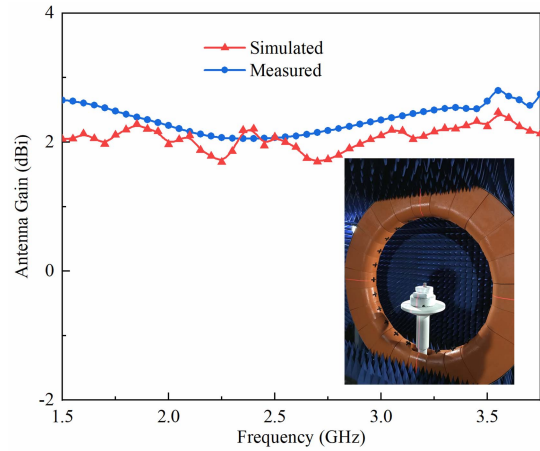 4
2
0
-2
Antenna Gain (dBi)
Simulated
Measured
1.5 2.0 2.5 3.0 3.5
Frequency (GHz)